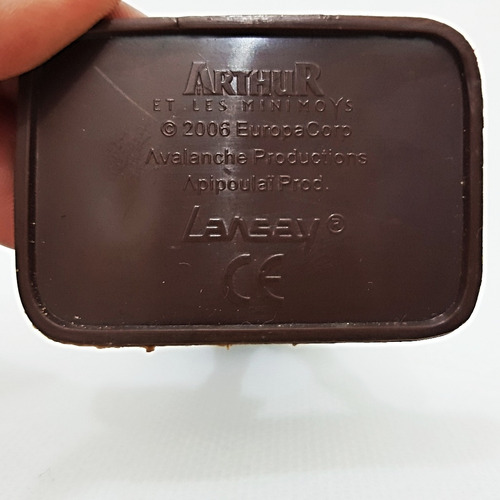 ARTHUR
ET LES MINIMOYS
© 2006 EuropaCorp
Avalanche Productions
Apipoulaï Prod.
Lansay ®
CE